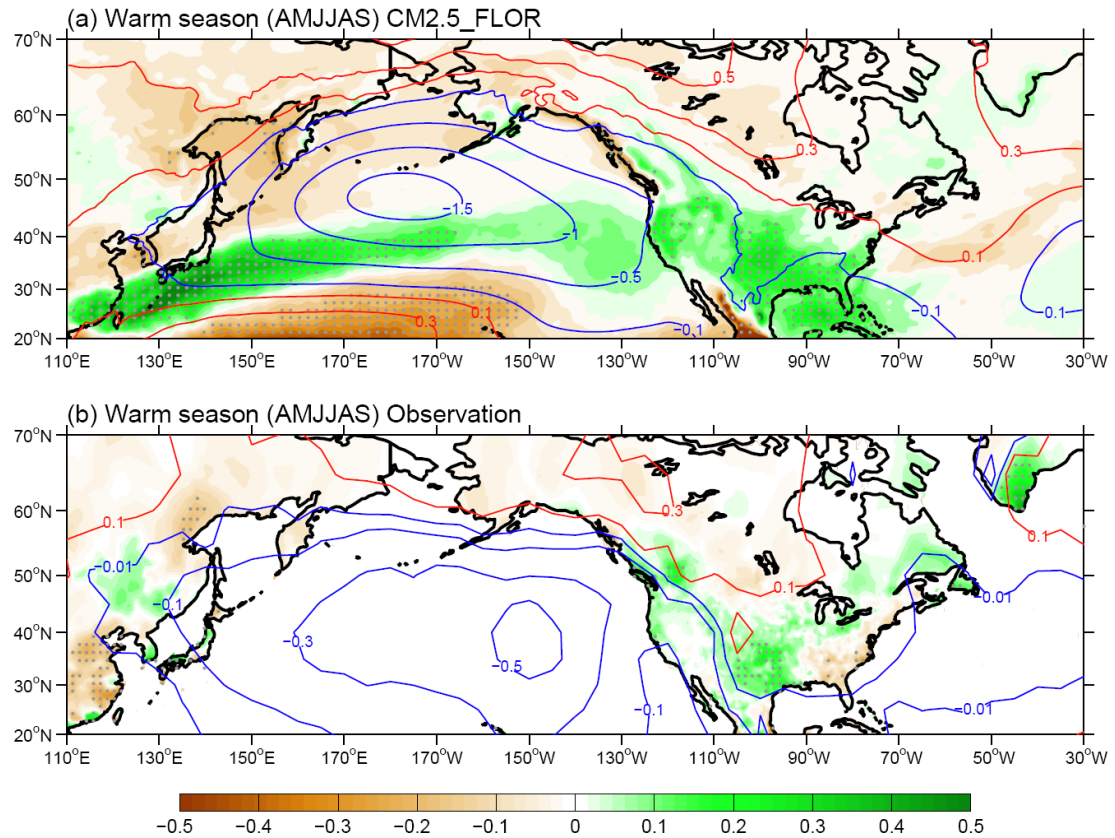 (a) Warm season (AMJJAS) CM2.5_FLOR
70°N
60°N
50°N
40°N
30°N
20°N
0.5
0.3
0.3
−1.5
−1
−0.5
0.1
0.3
0.1
−0.1
−0.1
110°E 130°E 150°E 170°E 170°W 150°W 130°W 110°W 90°W 70°W 50°W 30°W
(b) Warm season (AMJJAS) Observation
70°N
60°N
50°N
40°N
30°N
20°N
0.1
0.3
0.1
−0.01
0.1
−0.1
−0.01
−0.3
−0.5
−0.1
−0.01
110°E 130°E 150°E 170°E 170°W 150°W 130°W 110°W 90°W 70°W 50°W 30°W
−0.5 −0.4 −0.3 −0.2 −0.1 0 0.1 0.2 0.3 0.4 0.5